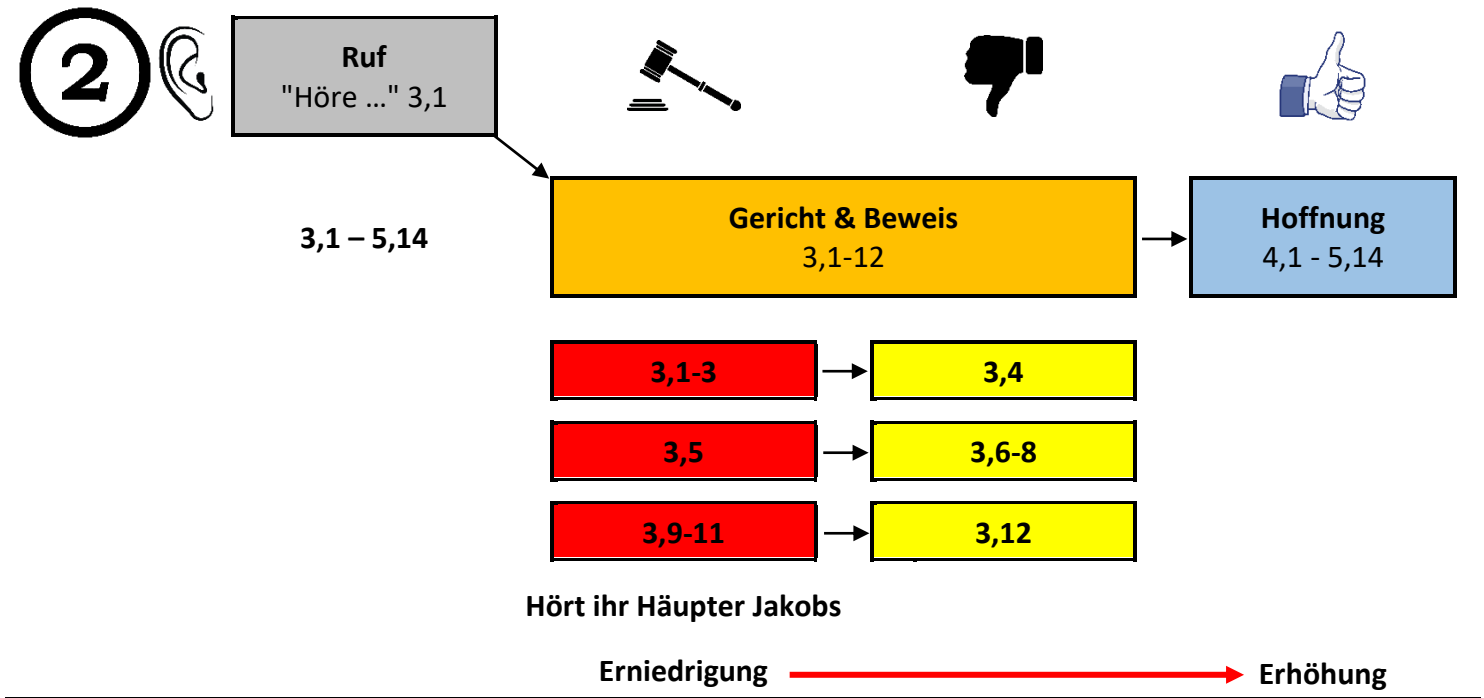 2
Ruf
"Höre …" 3,1
3,1 – 5,14
Gericht & Beweis
3,1-12
Hoffnung
4,1 - 5,14
3,1-3
3,4
3,5
3,6-8
3,9-11
3,12
Hört ihr Häupter Jakobs
Erniedrigung
Erhöhung